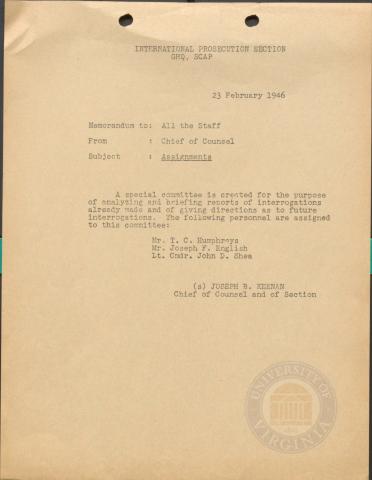 INTERNATIONAL PROSECUTION SECTION
GHQ, SCAP
23 February 1946
Memorandum to: All the Staff
From : Chief of Counsel
Subject : Assignments
A special committee is created for the purpose
of analyzing and briefing reports of interrogations
already made and of giving directions as to future
interrogations. The following personnel are assigned
to this committee:
Mr. T. C. Humphreys
Mr. Joseph F. English
Lt. Cmdr. John D. Shea
(s) JOSEPH B. KEENAN
Chief of Counsel and of Section
UNIVERSITY OF VIRGINIA